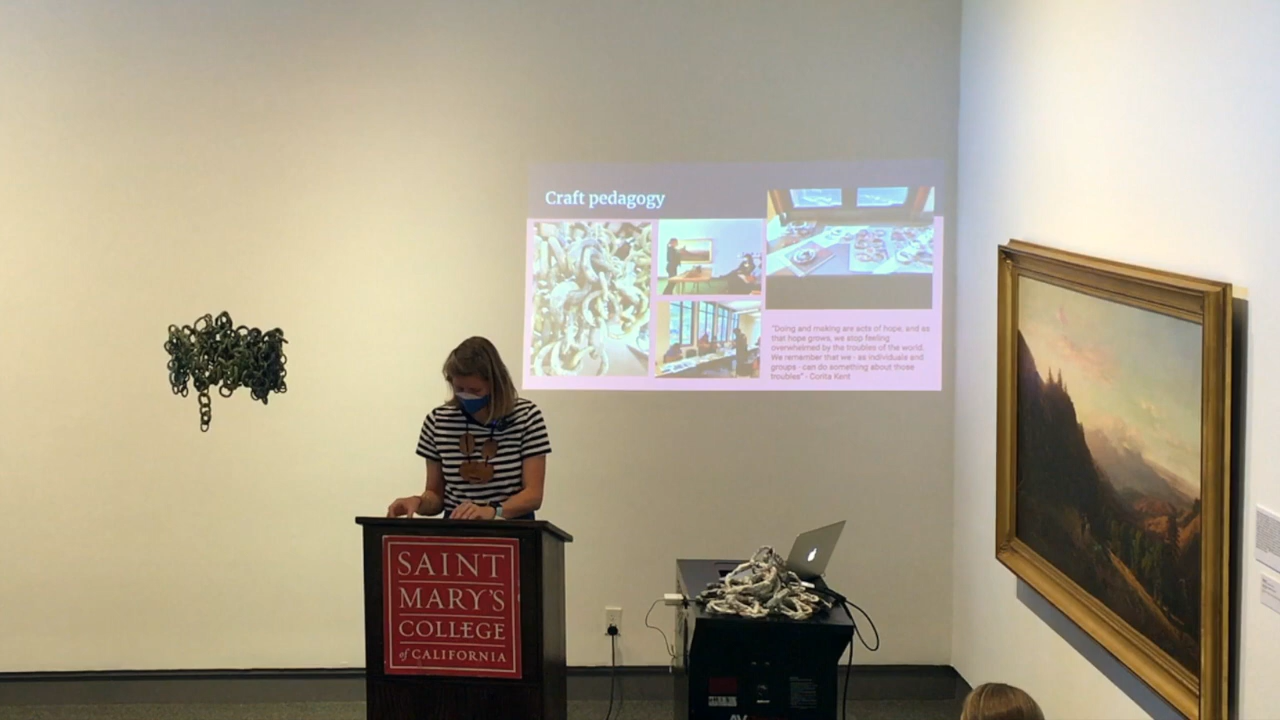 Craft pedagogy
"Doing and making are acts of hope, and as
that hope grows, we stop feeling
overwhelmed by the troubles of the world.
We remember that we - as individuals and
groups - can do something about those
troubles" - Corita Kent
SAINT
MARY'S
COLLEGE
of CALIFORNIA
AV